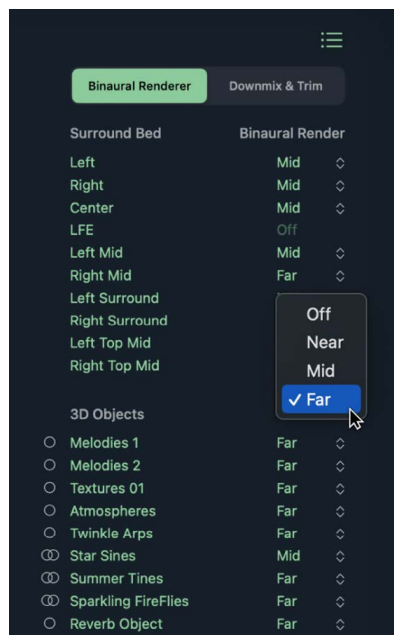 Binaural Renderer Downmix & Trim
Surround Bed Binaural Render
Left Mid
Right Mid
Center Mid
LFE Off
Left Mid Mid
Right Mid Far
Left Surround
Right Surround
Left Top Mid
Right Top Mid
Off
Near
Mid
✓ Far
3D Objects
Melodies 1 Far
Melodies 2 Far
Textures 01 Far
Atmospheres Far
Twinkle Arps Far
Star Sines Mid
Summer Tines Far
Sparkling FireFlies Far
Reverb Object Far